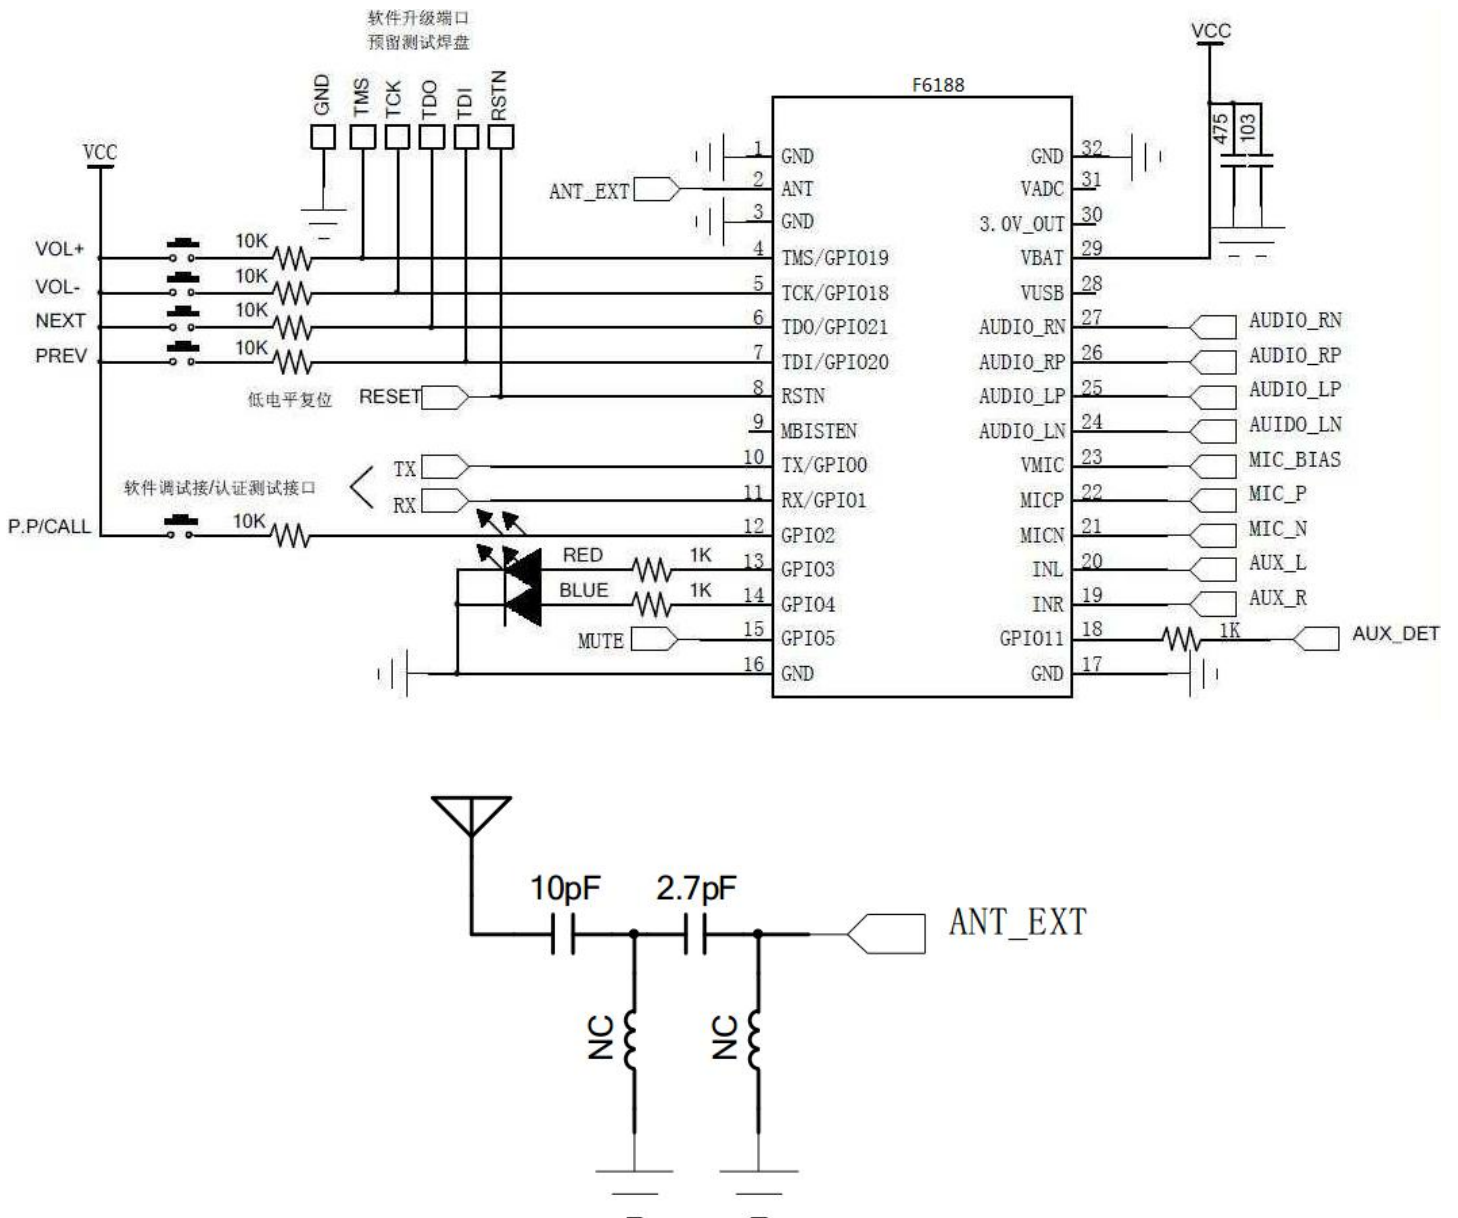 软件升级端口
预留测试焊盘
GND
TMS
TCK
TDO
TDI
RSTN
VCC
VOL+
10K
VOL-
10K
NEXT
10K
PREV
10K
低电平复位
RESET
TX
软件调试接/认证测试接口
RX
P.P/CALL
10K
RED
1K
BLUE
1K
MUTE
ANT_EXT
F6188
1 GND
2 ANT
3 GND
4 TMS/GPIO19
5 TCK/GPIO18
6 TDO/GPIO21
7 TDI/GPIO20
8 RSTN
9 MBISTEN
10 TX/GPIO0
11 RX/GPIO1
12 GPIO2
13 GPIO3
14 GPIO4
15 GPIO5
16 GND
GND 32
VADC 31
3.0V_OUT 30
VBAT 29
VUSB 28
AUDIO_RN 27
AUDIO_RP 26
AUDIO_LP 25
AUDIO_LN 24
VMIC 23
MICP 22
MICN 21
INL 20
INR 19
GPIO11 18
GND 17
VCC
475
103
AUDIO_RN
AUDIO_RP
AUDIO_LP
AUIDO_LN
MIC_BIAS
MIC_P
MIC_N
AUX_L
AUX_R
1K
AUX_DET
10pF
2.7pF
ANT_EXT
NC
NC